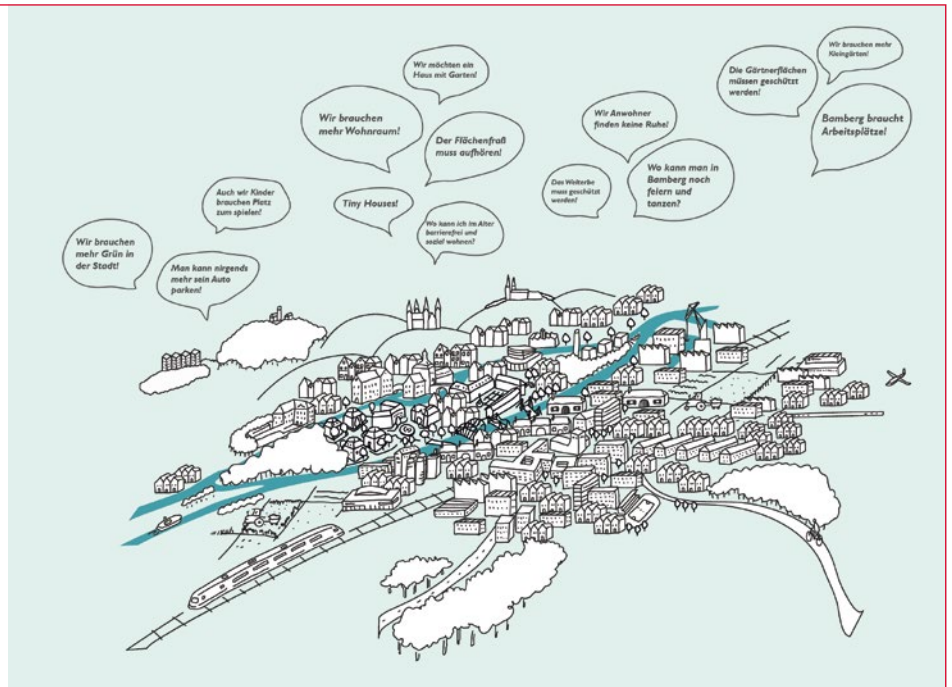 Wir brauchen
mehr Grün in
der Stadt!
Auch wir Kinder
brauchen Platz
zum spielen!
Man kann nirgends
mehr sein Auto
parken!
Wir möchten ein
Haus mit Garten!
Wir brauchen
mehr Wohnraum!
Der Flächenfraß
muss aufhören!
Tiny Houses!
Wo kann ich im Alter
barrierefrei und
sozial wohnen?
Wir Anwohner
finden keine Ruhe!
Das Welterbe
muss geschützt
werden!
Wo kann man in
Bamberg noch
feiern und
tanzen?
Die Gärtnerflächen
müssen geschützt
werden!
Wir brauchen mehr
Kleingärten!
Bamberg braucht
Arbeitsplätze!